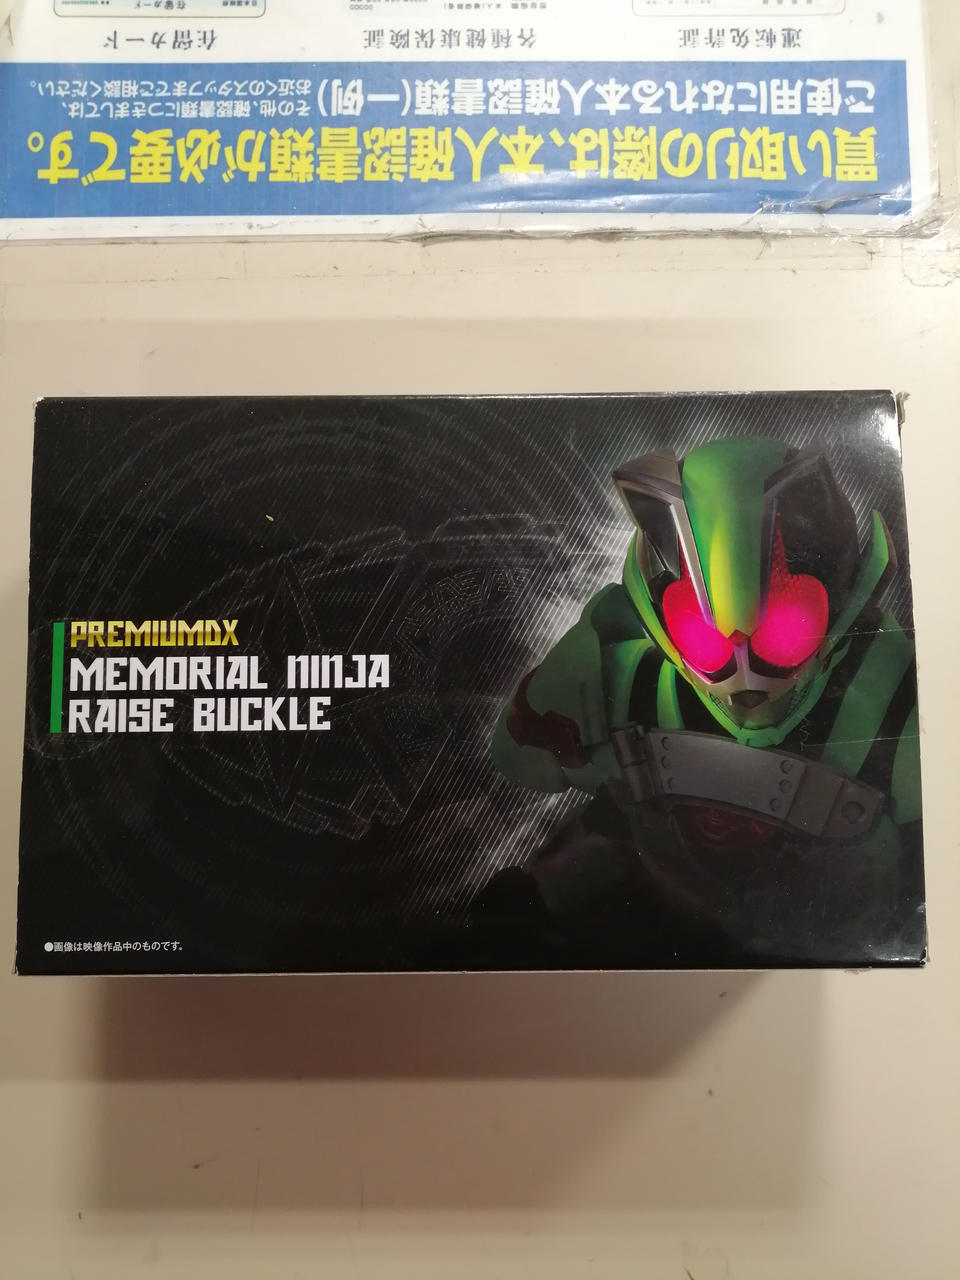 在留カード
各種健康保険証
運転免許証
ご使用になれる本人確認書類(一例)
その他、確認書類につきましては、
お近くのスタッフまでご相談ください。
買い取りの際は、本人確認書類が必要です。
PREMIUMDX
MEMORIAL NINJA
RAISE BUCKLE
●画像は映像作品中のものです。